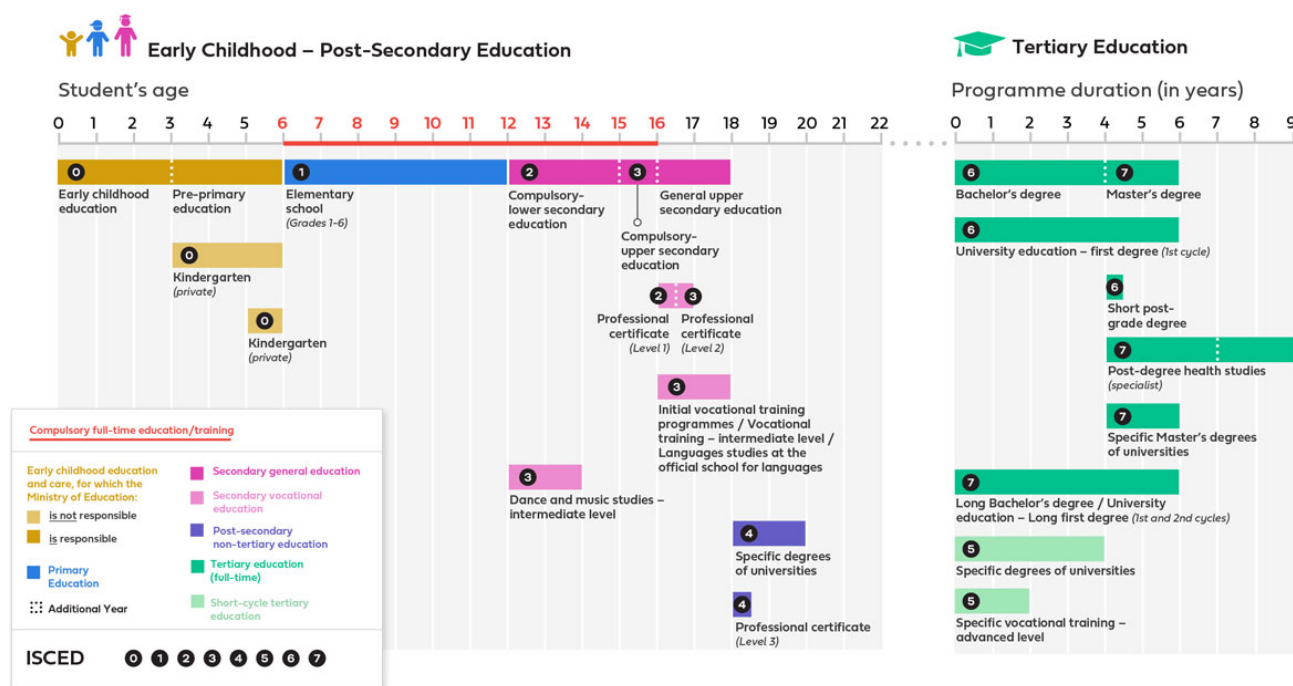 Early Childhood – Post-Secondary Education
Student's age
0 1 2 3 4 5 6 7 8 9 10 11 12 13 14 15 16 17 18 19 20 21 22
0
Early childhood
education
Pre-primary
education
1
Elementary
school
(Grades 1-6)
2
Compulsory-
lower secondary
education
3
General upper
secondary education
Compulsory-
upper secondary
education
0
Kindergarten
(private)
0
Kindergarten
(private)
2
Professional
certificate
(Level 1)
3
Professional
certificate
(Level 2)
3
Initial vocational training
programmes / Vocational
training – intermediate level /
Languages studies at the
official school for languages
3
Dance and music studies –
intermediate level
4
Specific degrees
of universities
4
Professional certificate
(Level 3)
Tertiary Education
Programme duration (in years)
0 1 2 3 4 5 6 7 8 9
6
Bachelor's degree
7
Master's degree
6
University education – first degree (1st cycle)
6
Short post-
grade degree
7
Post-degree health studies
(specialist)
7
Specific Master's degrees
of universities
7
Long Bachelor's degree / University
education – Long first degree (1st and 2nd cycles)
5
Specific degrees of universities
5
Specific vocational training –
advanced level
Compulsory full-time education/training
Early childhood education
and care, for which the
Ministry of Education:
is not responsible
is responsible
Primary
Education
Additional Year
Secondary general education
Secondary vocational
education
Post-secondary
non-tertiary education
Tertiary education
(full-time)
Short-cycle tertiary
education
ISCED 0 1 2 3 4 5 6 7